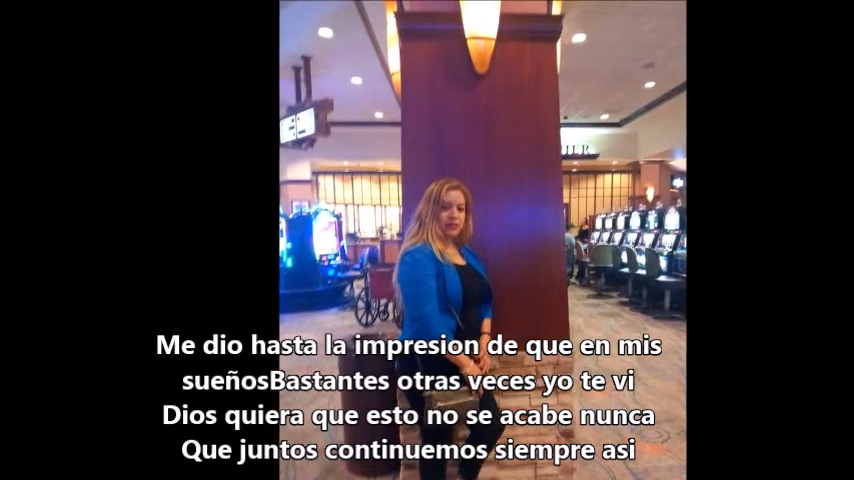 Me dio hasta la impresion de que en mis
sueñosBastantes otras veces yo te vi
Dios quiera que esto no se acabe nunca
Que juntos continuemos siempre asi